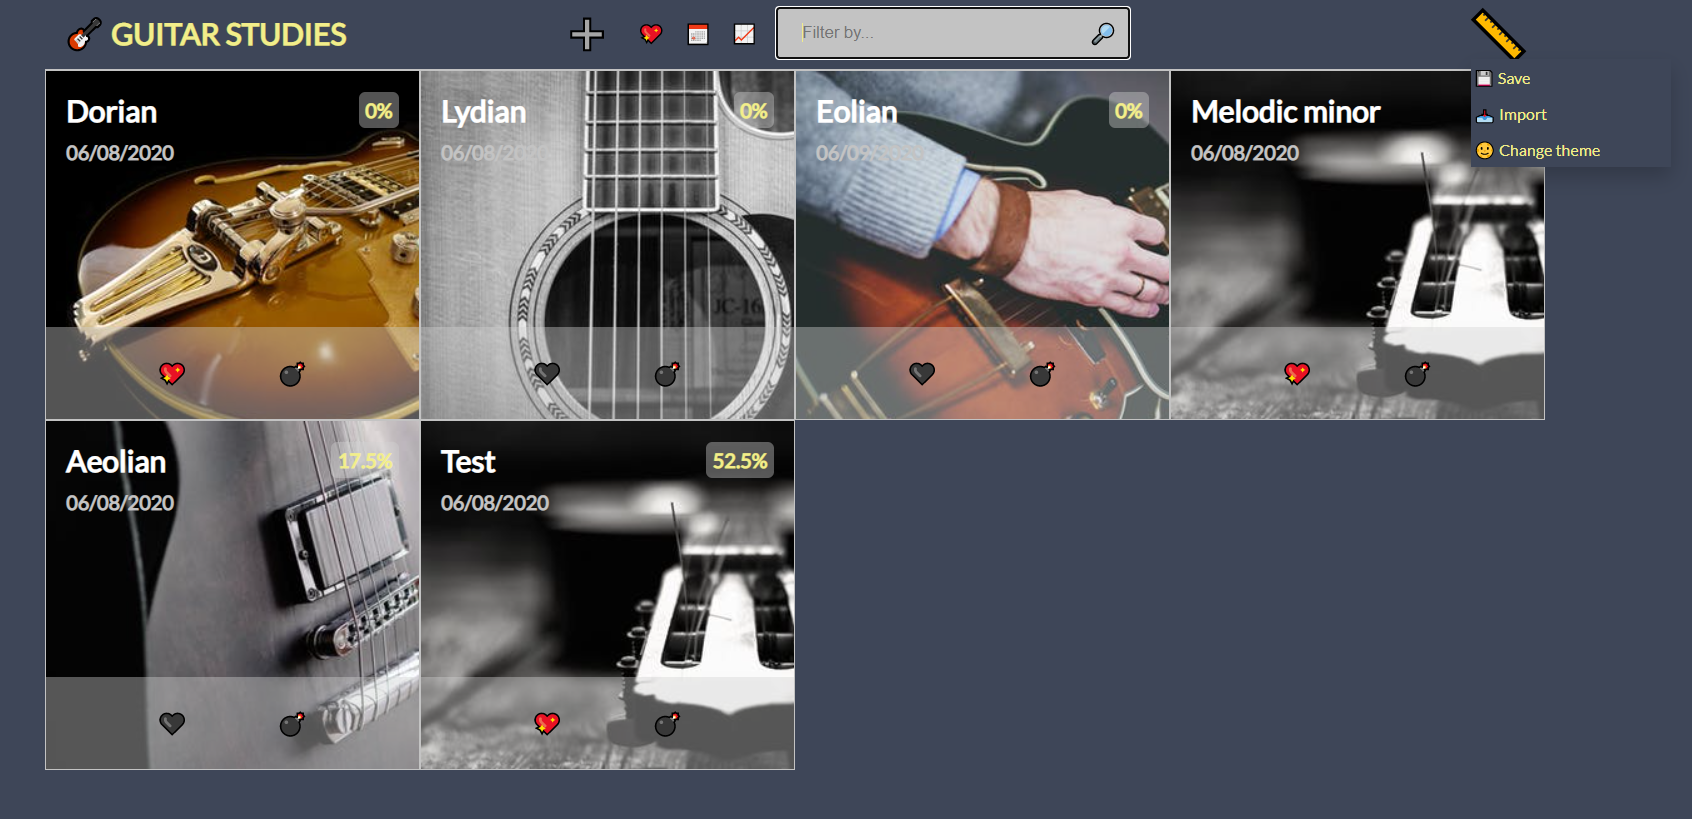 GUITAR STUDIES
Filter by...
Save
Import
Change theme
Dorian
0%
06/08/2020
Lydian
0%
06/08/2020
Eolian
0%
06/09/2020
Melodic minor
06/08/2020
JC-16
Aeolian
17.5%
06/08/2020
Test
52.5%
06/08/2020